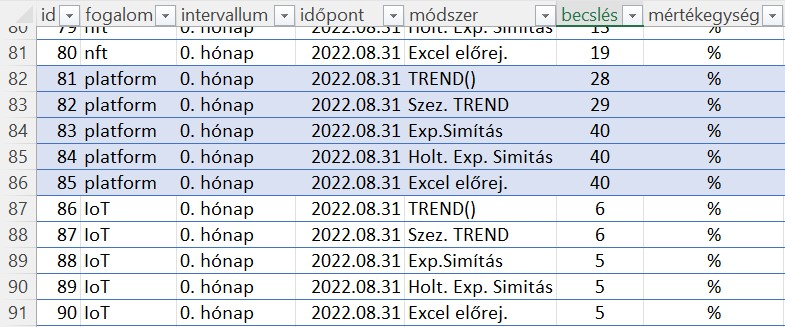 id fogalom intervallum időpont módszer becslés mértékegység
80 79 nft 0. hónap 2022.08.31 Holt. Exp. Simitás %
81 80 nft 0. hónap 2022.08.31 Excel előrej. 19 %
82 81 platform 0. hónap 2022.08.31 TREND() 28 %
83 82 platform 0. hónap 2022.08.31 Szez. TREND 29 %
84 83 platform 0. hónap 2022.08.31 Exp.Simítás 40 %
85 84 platform 0. hónap 2022.08.31 Holt. Exp. Simitás 40 %
86 85 platform 0. hónap 2022.08.31 Excel előrej. 40 %
87 86 IoT 0. hónap 2022.08.31 TREND() 6 %
88 87 IoT 0. hónap 2022.08.31 Szez. TREND 6 %
89 88 IoT 0. hónap 2022.08.31 Exp.Simítás 5 %
90 89 IoT 0. hónap 2022.08.31 Holt. Exp. Simitás 5 %
91 90 IoT 0. hónap 2022.08.31 Excel előrej. 5 %